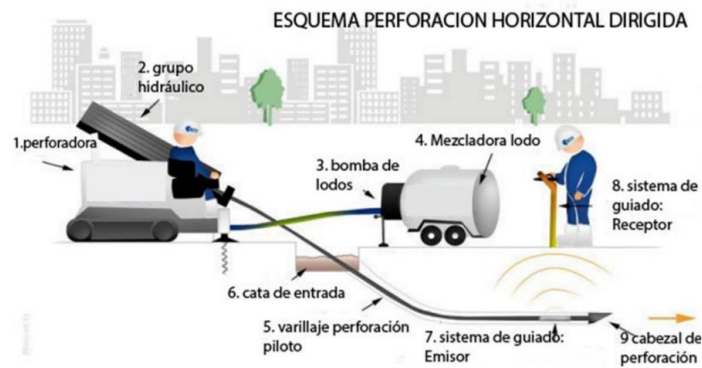 ESQUEMA PERFORACION HORIZONTAL DIRIGIDA
2. grupo
hidráulico
1.perforadora
3. bomba de
lodos
4. Mezcladora lodo
8. sistema de
guiado:
Receptor
6. cata de entrada
5. varillaje perforación
piloto
7. sistema de guiado:
Emisor
9 cabezal de
perforación